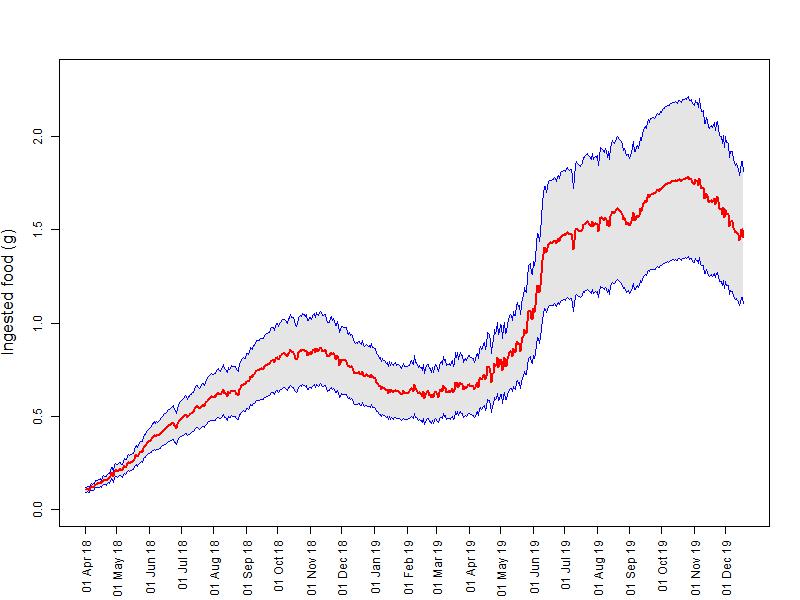 Ingested food (g)
2.0
1.5
1.0
0.5
0.0
01 Apr 18
01 May 18
01 Jun 18
01 Jul 18
01 Aug 18
01 Sep 18
01 Oct 18
01 Nov 18
01 Dec 18
01 Jan 19
01 Feb 19
01 Mar 19
01 Apr 19
01 May 19
01 Jun 19
01 Jul 19
01 Aug 19
01 Sep 19
01 Oct 19
01 Nov 19
01 Dec 19